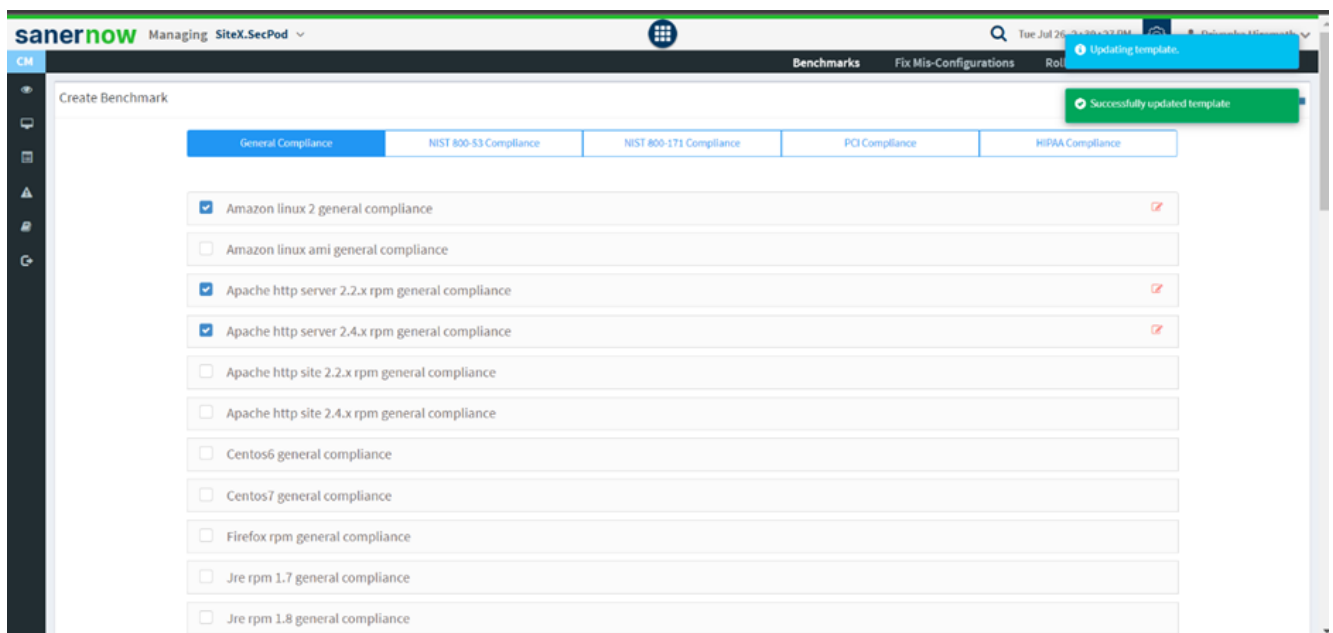 sanernow Managing SiteX.SecPod Tue Jul 26
Updating template.
CM Benchmarks Fix Mis-Configurations Rol
Create Benchmark
Successfully updated template
General Compliance NIST 800-53 Compliance NIST 800-171 Compliance PCI Compliance HIPAA Compliance
Amazon linux 2 general compliance
Amazon linux ami general compliance
Apache http server 2.2.x rpm general compliance
Apache http server 2.4.x rpm general compliance
Apache http site 2.2.x rpm general compliance
Apache http site 2.4.x rpm general compliance
Centos6 general compliance
Centos7 general compliance
Firefox rpm general compliance
Jre rpm 1.7 general compliance
Jre rpm 1.8 general compliance